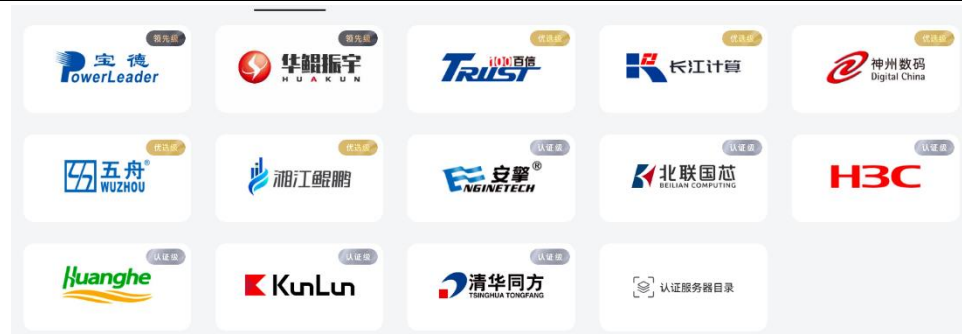 领先级
宝德
PowerLeader
领先级
华鲲振宇
HUAKUN
优选级
100百信
TRUST
优选级
长江计算
优选级
神州数码
Digital China
优选级
五舟®
WUZHOU
优选级
湘江鲲鹏
认证级
安擎®
ENGINETECH
认证级
北联国芯
BEILIAN COMPUTING
认证级
H3C
认证级
Huanghe
认证级
KunLun
认证级
清华同方
TSINGHUA TONGFANG
认证服务器目录